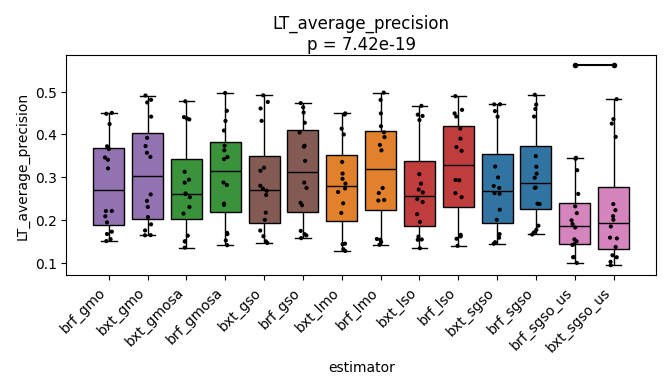 LT_average_precision
p = 7.42e-19
LT_average_precision
0.5
0.4
0.3
0.2
0.1
brf_gmo
bxt_gmo
bxt_gmosa
brf_gmosa
bxt_gso
brf_gso
bxt_lmo
brf_lmo
bxt_lso
brf_lso
bxt_sgso
brf_sgso
brf_sgso_us
bxt_sgso_us
estimator